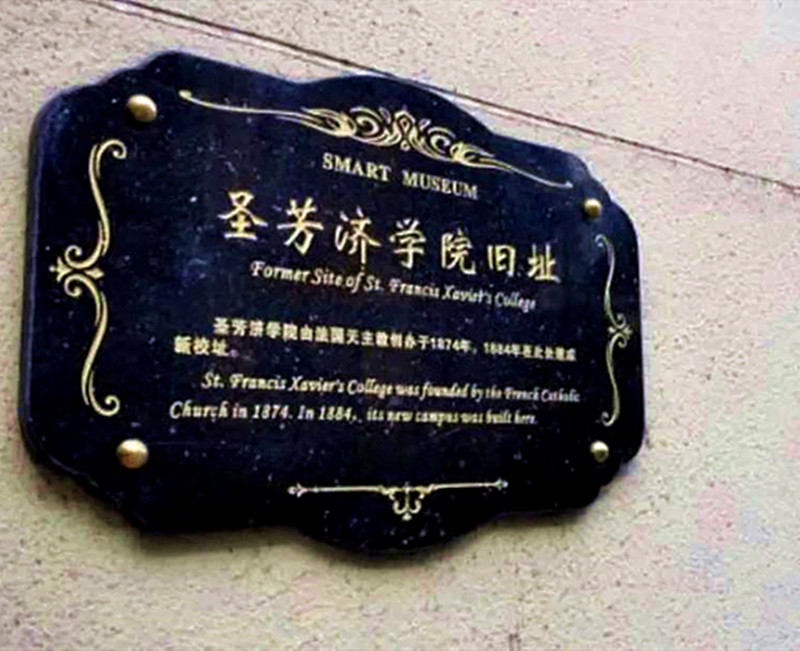 SMART MUSEUM
圣芳济学院旧址
Former Site of St. Francis Xavier's College
圣芳济学院由法国天主教创办于1874年，1884年在此处建成
新校址。
St. Francis Xavier's College was founded by the French Catholic
Church in 1874. In 1884, its new campus was built here.